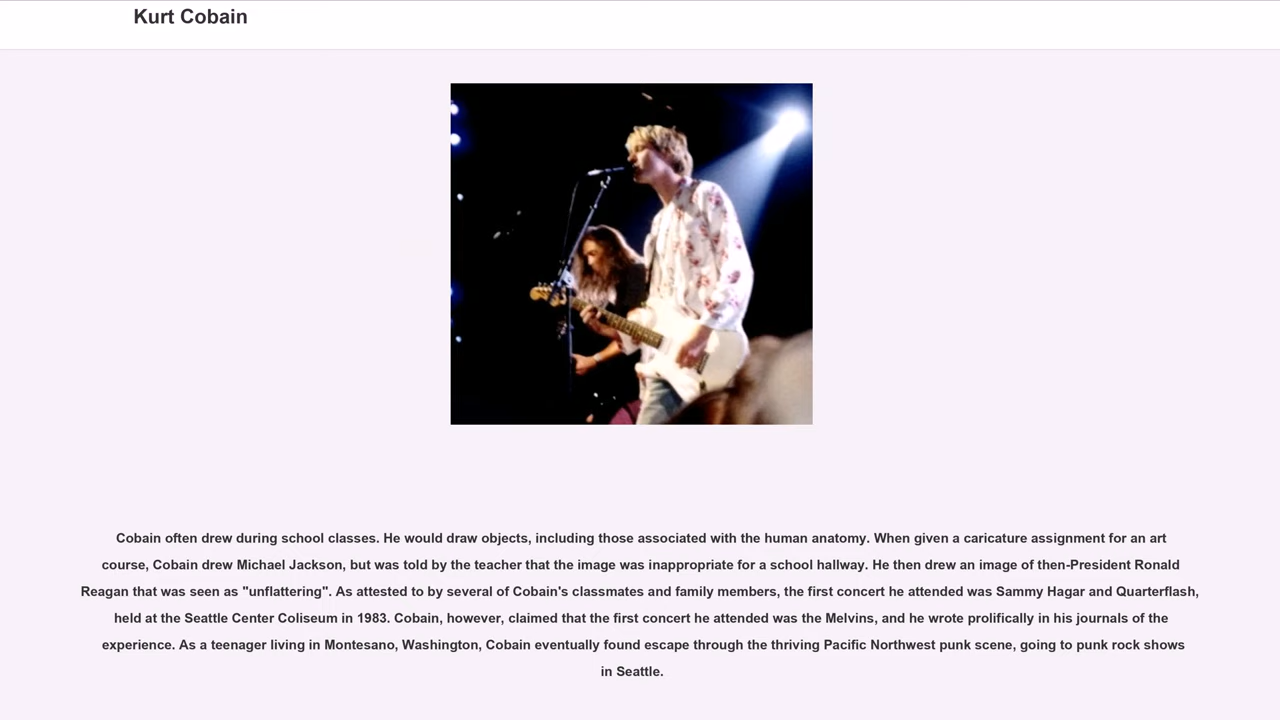 Kurt Cobain
Cobain often drew during school classes. He would draw objects, including those associated with the human anatomy. When given a caricature assignment for an art
course, Cobain drew Michael Jackson, but was told by the teacher that the image was inappropriate for a school hallway. He then drew an image of then-President Ronald
Reagan that was seen as "unflattering". As attested to by several of Cobain's classmates and family members, the first concert he attended was Sammy Hagar and Quarterflash,
held at the Seattle Center Coliseum in 1983. Cobain, however, claimed that the first concert he attended was the Melvins, and he wrote prolifically in his journals of the
experience. As a teenager living in Montesano, Washington, Cobain eventually found escape through the thriving Pacific Northwest punk scene, going to punk rock shows
in Seattle.